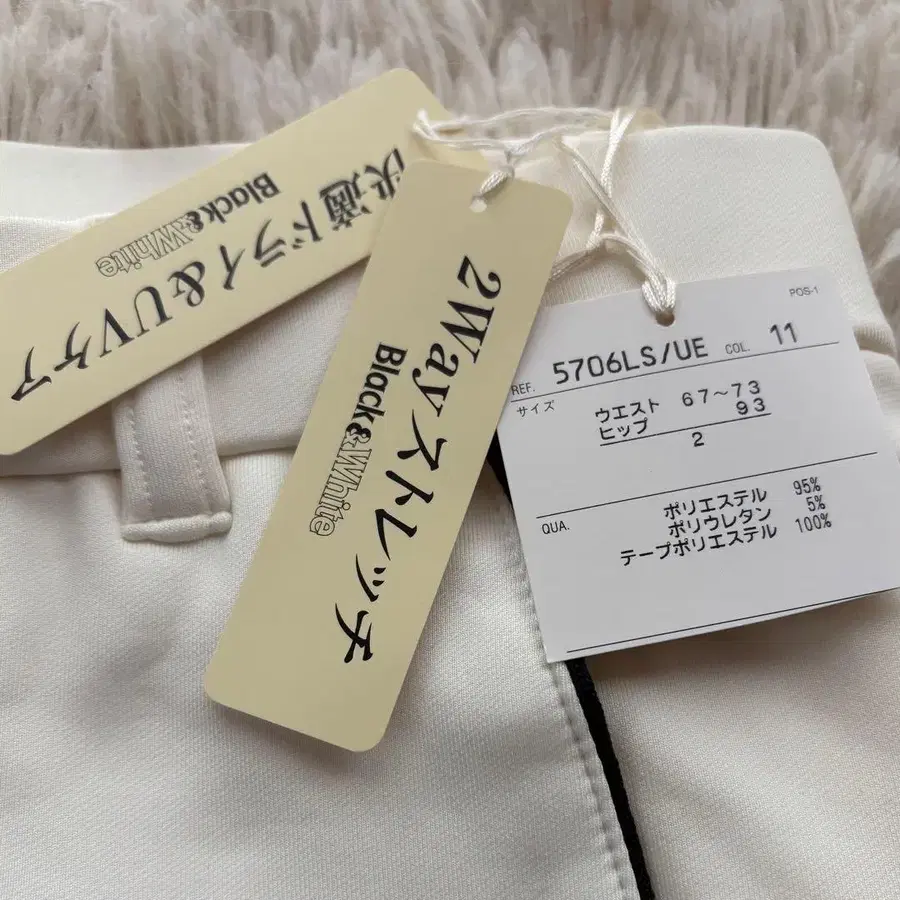 快適ドライ&UVケア
Black&White
2Wayストレッチ
Black&White
POS-1
REF. 5706LS/UE COL. 11
サイズ
ウエスト 67～73
ヒップ 93
2
QUA.
ポリエステル 95%
ポリウレタン 5%
テープポリエステル 100%